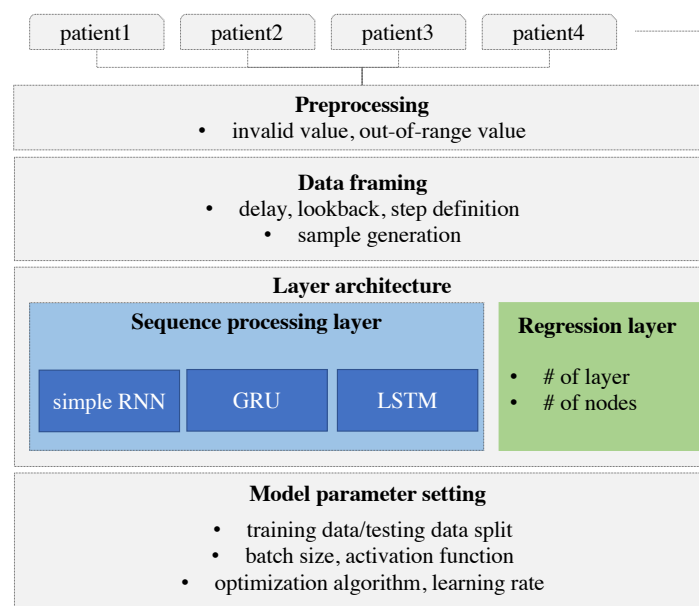 patient1 patient2 patient3 patient4
Preprocessing
• invalid value, out-of-range value
Data framing
• delay, lookback, step definition
• sample generation
Layer architecture
Sequence processing layer
simple RNN GRU LSTM
Regression layer
• # of layer
• # of nodes
Model parameter setting
• training data/testing data split
• batch size, activation function
• optimization algorithm, learning rate